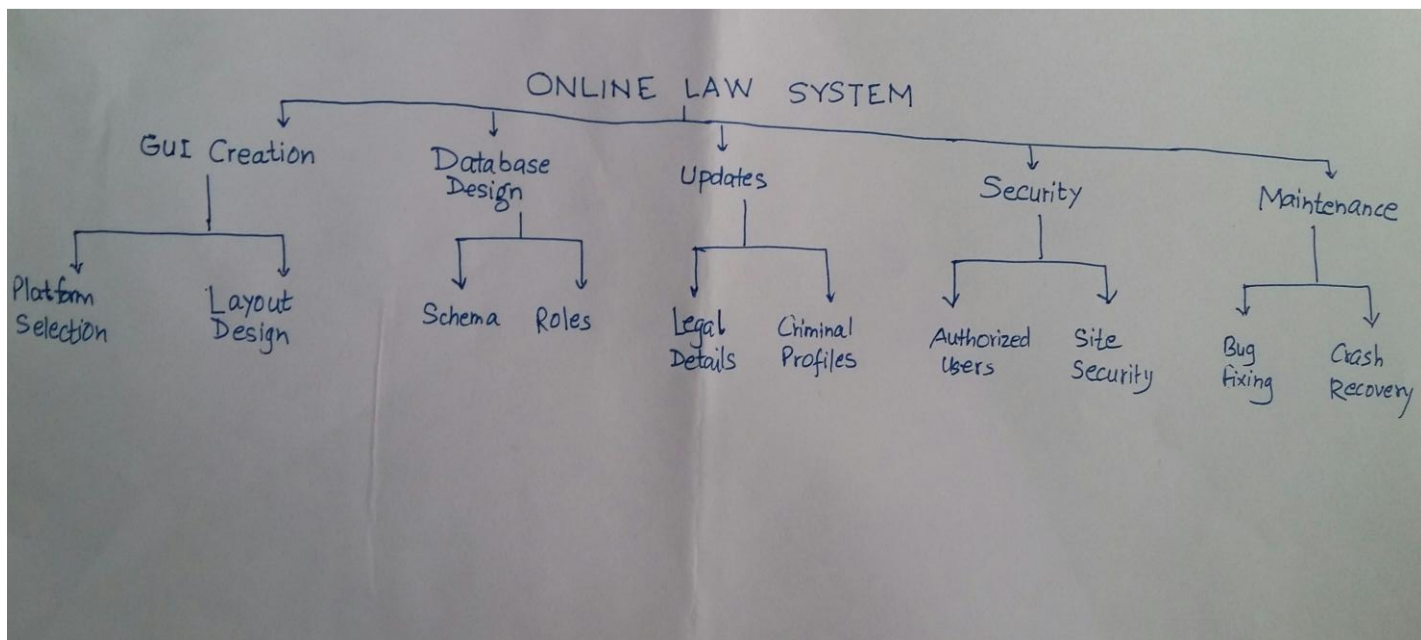 ONLINE LAW SYSTEM
GUI Creation
Database
Design
Updates
Security
Maintenance
Platform
Selection
Layout
Design
Schema
Roles
Legal
Details
Criminal
Profiles
Authorized
Users
Site
Security
Bug
Fixing
Crash
Recovery